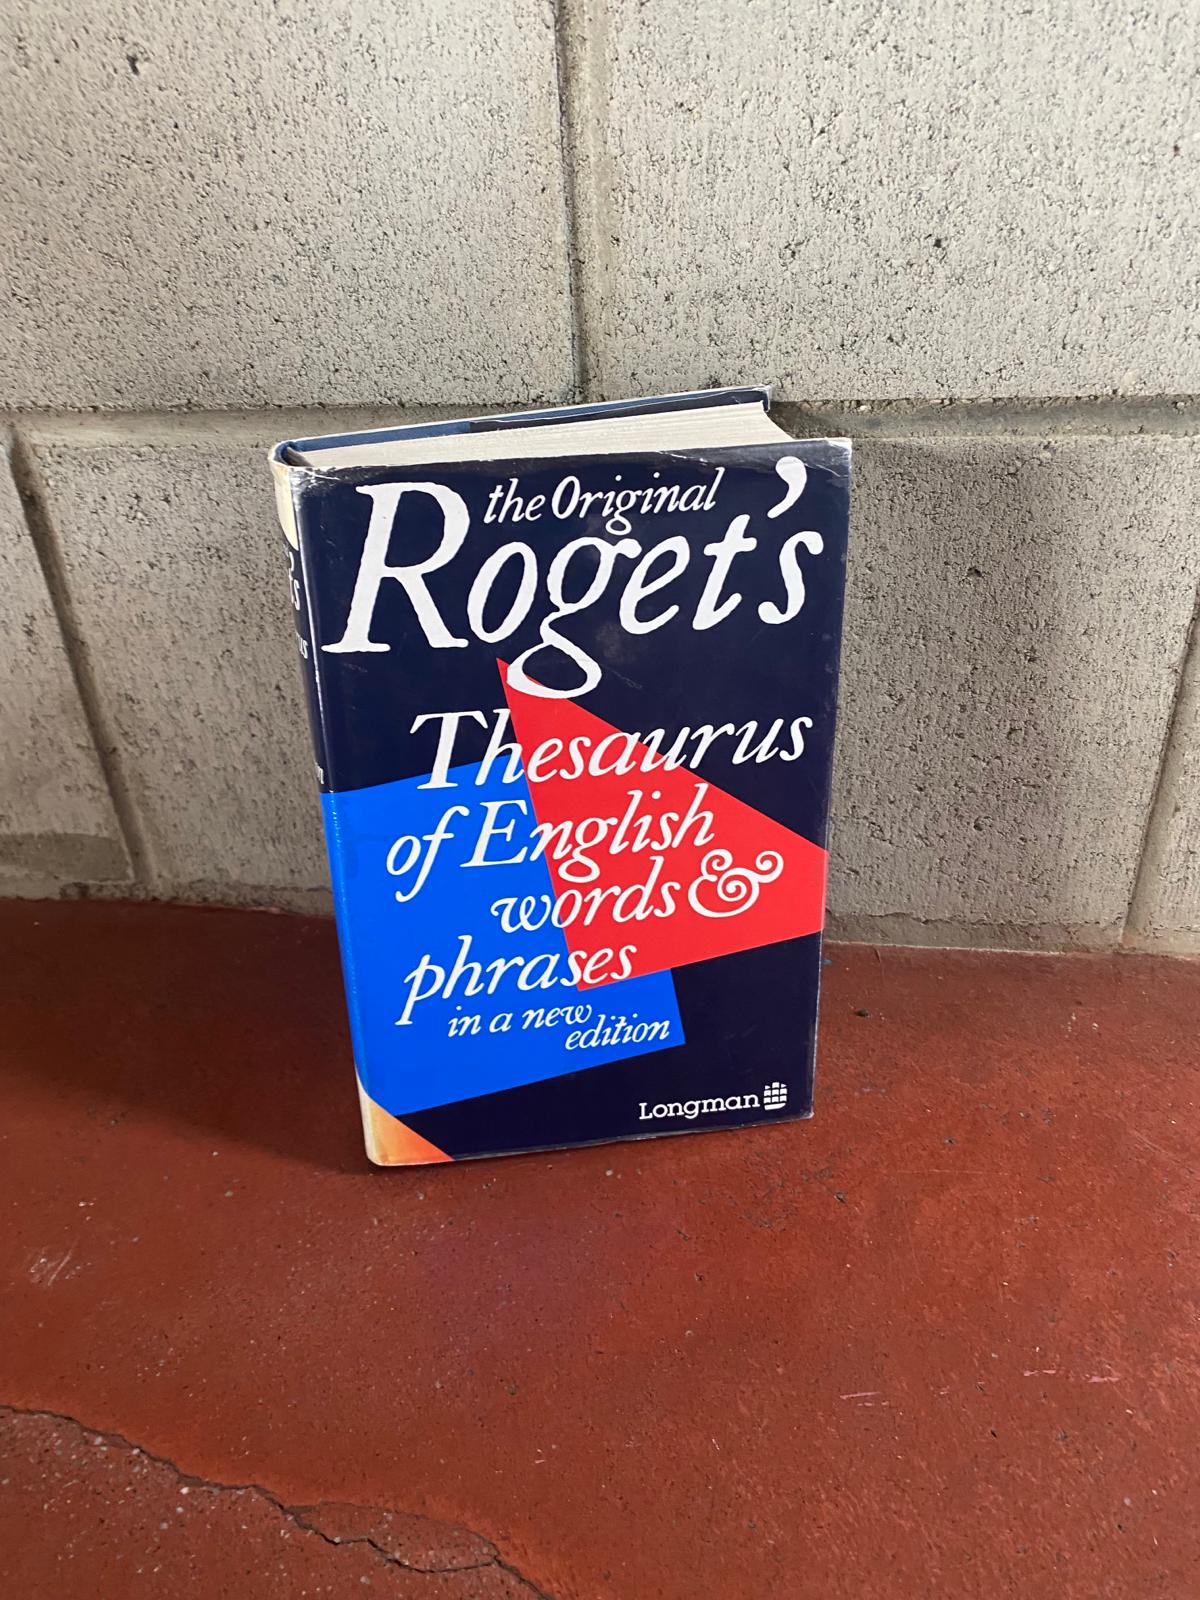 the Original
Roget's
Thesaurus
of English
words &
phrases
in a new
edition
Longman